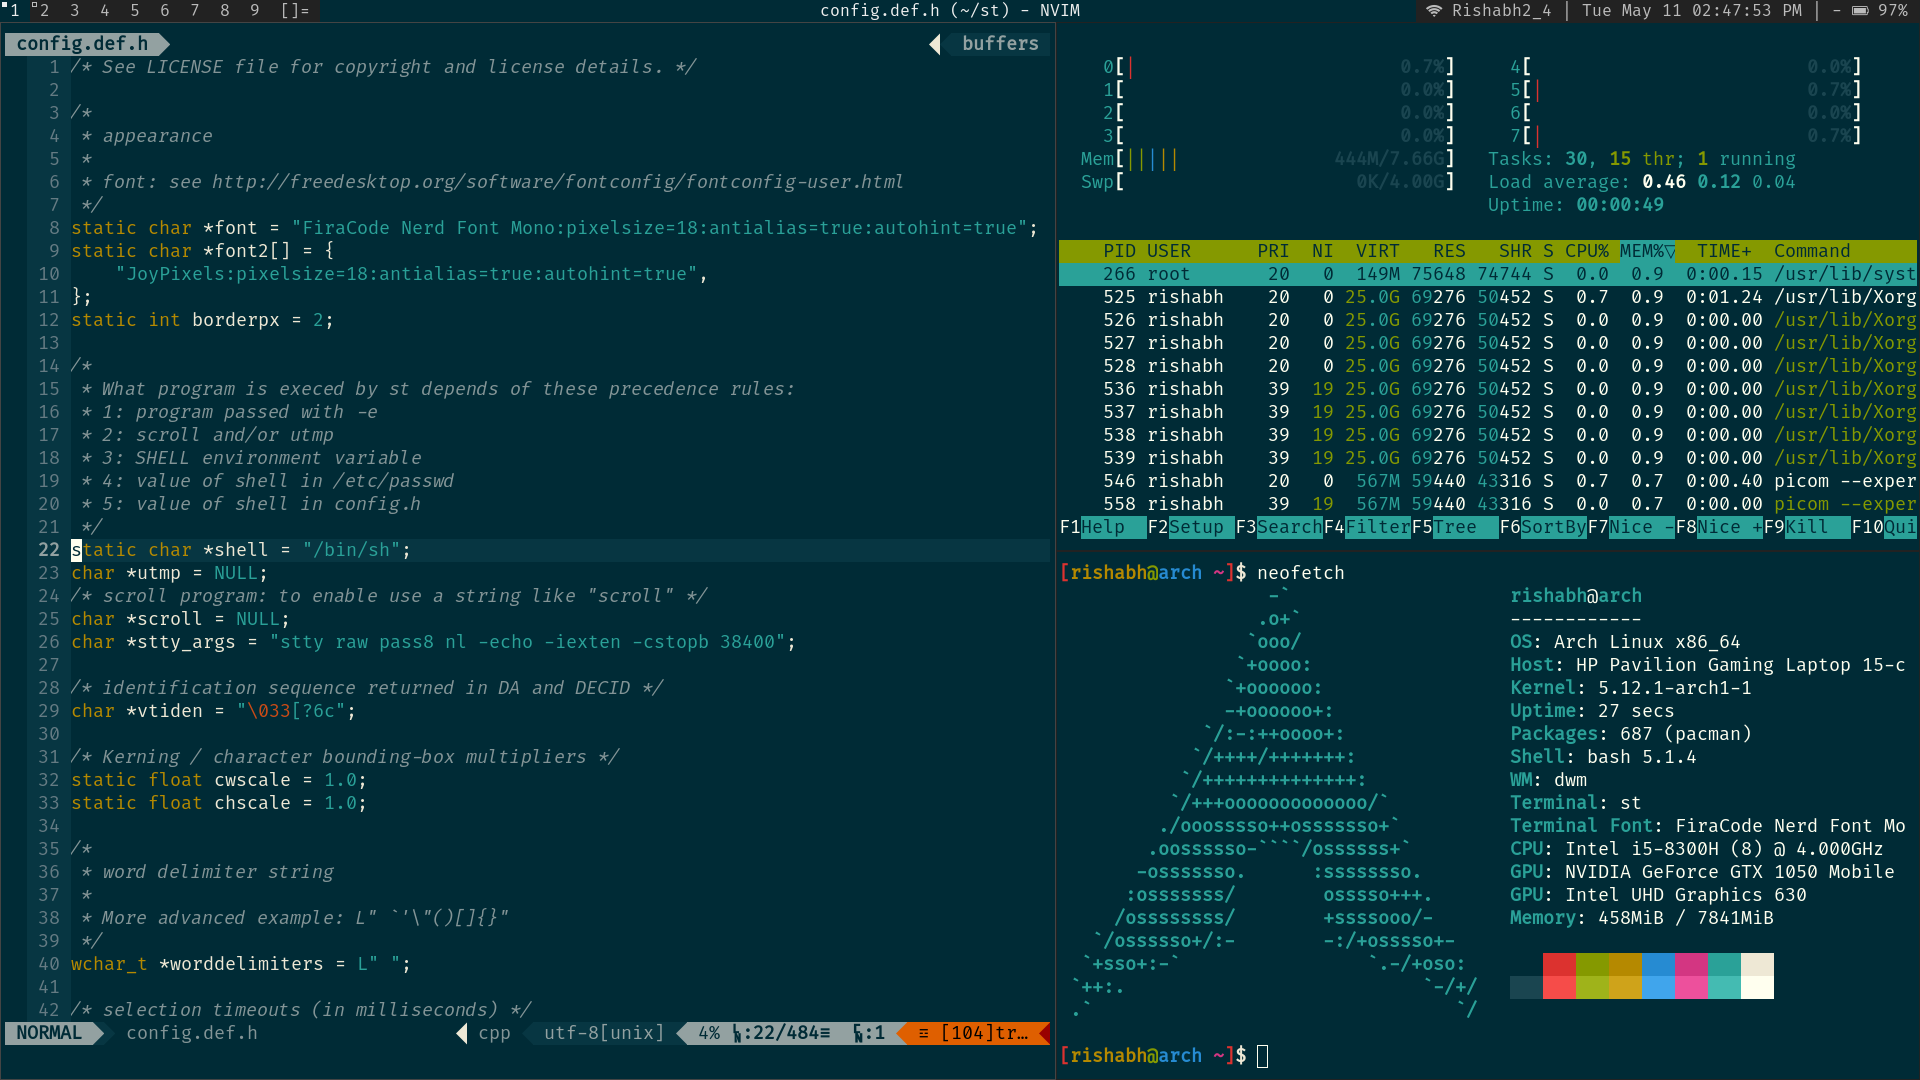 1 2 3 4 5 6 7 8 9 []= config.def.h (~/st) - NVIM Rishabh2_4 | Tue May 11 02:47:53 PM | - 97%
config.def.h buffers
1 /* See LICENSE file for copyright and license details. */
2
3 /*
4  * appearance
5  *
6  * font: see http://freedesktop.org/software/fontconfig/fontconfig-user.html
7  */
8 static char *font = "FiraCode Nerd Font Mono:pixelsize=18:antialias=true:autohint=true";
9 static char *font2[] = {
10     "JoyPixels:pixelsize=18:antialias=true:autohint=true",
11 };
12 static int borderpx = 2;
13
14 /*
15  * What program is execed by st depends of these precedence rules:
16  * 1: program passed with -e
17  * 2: scroll and/or utmp
18  * 3: SHELL environment variable
19  * 4: value of shell in /etc/passwd
20  * 5: value of shell in config.h
21  */
22 static char *shell = "/bin/sh";
23 char *utmp = NULL;
24 /* scroll program: to enable use a string like "scroll" */
25 char *scroll = NULL;
26 char *stty_args = "stty raw pass8 nl -echo -iexten -cstopb 38400";
27
28 /* identification sequence returned in DA and DECID */
29 char *vtiden = "\033[?6c";
30
31 /* Kerning / character bounding-box multipliers */
32 static float cwscale = 1.0;
33 static float chscale = 1.0;
34
35 /*
36  * word delimiter string
37  *
38  * More advanced example: L" `'\"()[]{}"
39  */
40 wchar_t *worddelimiters = L" ";
41
42 /* selection timeouts (in milliseconds) */
NORMAL config.def.h cpp utf-8[unix] 4% :22/484≡ :1 [104]tr…
0[| 0.7%] 4[ 0.0%]
1[ 0.0%] 5[| 0.7%]
2[ 0.0%] 6[ 0.0%]
3[ 0.0%] 7[| 0.7%]
Mem[||||| 444M/7.66G] Tasks: 30, 15 thr; 1 running
Swp[ 0K/4.00G] Load average: 0.46 0.12 0.04
Uptime: 00:00:49
PID USER PRI NI VIRT RES SHR S CPU% MEM%▽ TIME+ Command
266 root 20 0 149M 75648 74744 S 0.0 0.9 0:00.15 /usr/lib/syst
525 rishabh 20 0 25.0G 69276 50452 S 0.7 0.9 0:01.24 /usr/lib/Xorg
526 rishabh 20 0 25.0G 69276 50452 S 0.0 0.9 0:00.00 /usr/lib/Xorg
527 rishabh 20 0 25.0G 69276 50452 S 0.0 0.9 0:00.00 /usr/lib/Xorg
528 rishabh 20 0 25.0G 69276 50452 S 0.0 0.9 0:00.00 /usr/lib/Xorg
536 rishabh 39 19 25.0G 69276 50452 S 0.0 0.9 0:00.00 /usr/lib/Xorg
537 rishabh 39 19 25.0G 69276 50452 S 0.0 0.9 0:00.00 /usr/lib/Xorg
538 rishabh 39 19 25.0G 69276 50452 S 0.0 0.9 0:00.00 /usr/lib/Xorg
539 rishabh 39 19 25.0G 69276 50452 S 0.0 0.9 0:00.00 /usr/lib/Xorg
546 rishabh 20 0 567M 59440 43316 S 0.7 0.7 0:00.40 picom --exper
558 rishabh 39 19 567M 59440 43316 S 0.0 0.7 0:00.00 picom --exper
F1Help F2Setup F3SearchF4FilterF5Tree F6SortByF7Nice -F8Nice +F9Kill F10Qui
[rishabh@arch ~]$ neofetch
-` rishabh@arch
.o+` ------------
`ooo/ OS: Arch Linux x86_64
`+oooo: Host: HP Pavilion Gaming Laptop 15-c
`+oooooo: Kernel: 5.12.1-arch1-1
-+oooooo+: Uptime: 27 secs
`/:-:++oooo+: Packages: 687 (pacman)
`/++++/+++++++: Shell: bash 5.1.4
`/++++++++++++++: WM: dwm
`/+++ooooooooooooo/` Terminal: st
./ooosssso++osssssso+` Terminal Font: FiraCode Nerd Font Mo
.oossssso-````/ossssss+` CPU: Intel i5-8300H (8) @ 4.000GHz
-osssssso. :ssssssso. GPU: NVIDIA GeForce GTX 1050 Mobile
:osssssss/ osssso+++. GPU: Intel UHD Graphics 630
/ossssssss/ +ssssooo/- Memory: 458MiB / 7841MiB
`/ossssso+/:- -:/+osssso+-
`+sso+:-` `.-/+oso:
`++:. `-/+/
.` `/
[rishabh@arch ~]$